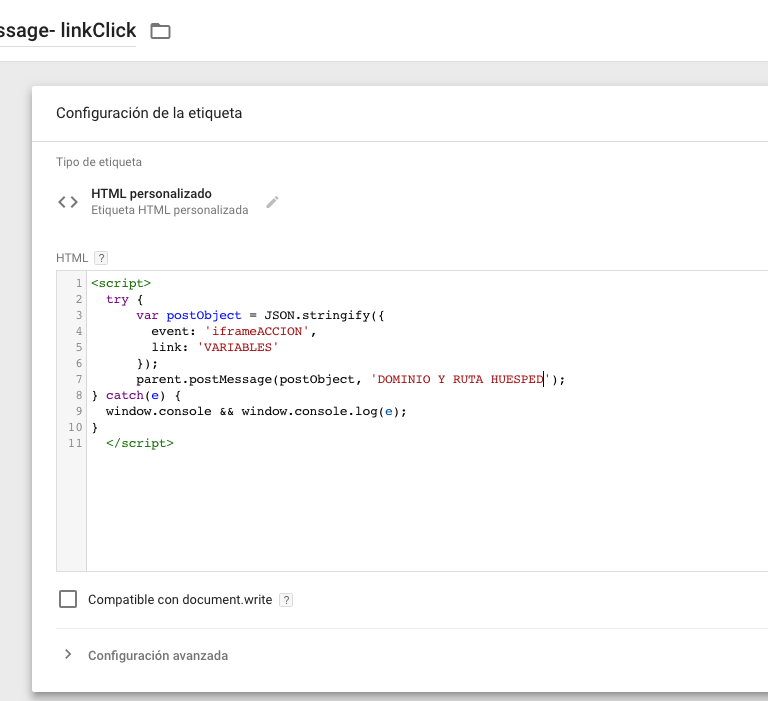 ssage- linkClick
Configuración de la etiqueta
Tipo de etiqueta
HTML personalizado
Etiqueta HTML personalizada
HTML ?
1 <script>
2 try {
3 var postObject = JSON.stringify({
4 event: 'iframeACCION',
5 link: 'VARIABLES'
6 });
7 parent.postMessage(postObject, 'DOMINIO Y RUTA HUESPED');
8 } catch(e) {
9 window.console && window.console.log(e);
10 }
11 </script>
Compatible con document.write ?
Configuración avanzada